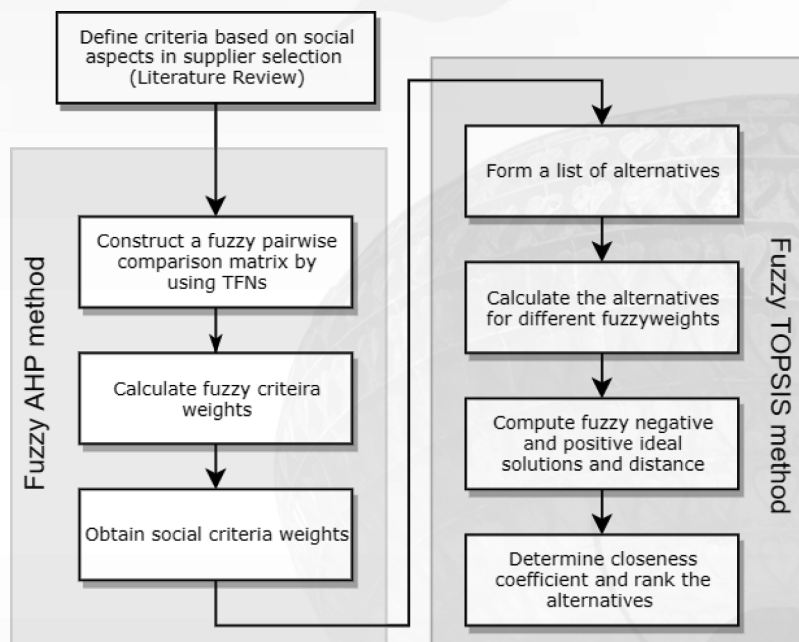 Define criteria based on social
aspects in supplier selection
(Literature Review)
Fuzzy AHP method
Construct a fuzzy pairwise
comparison matrix by
using TFNs
Calculate fuzzy criteira
weights
Obtain social criteria weights
Fuzzy TOPSIS method
Form a list of alternatives
Calculate the alternatives
for different fuzzyweights
Compute fuzzy negative
and positive ideal
solutions and distance
Determine closeness
coefficient and rank the
alternatives